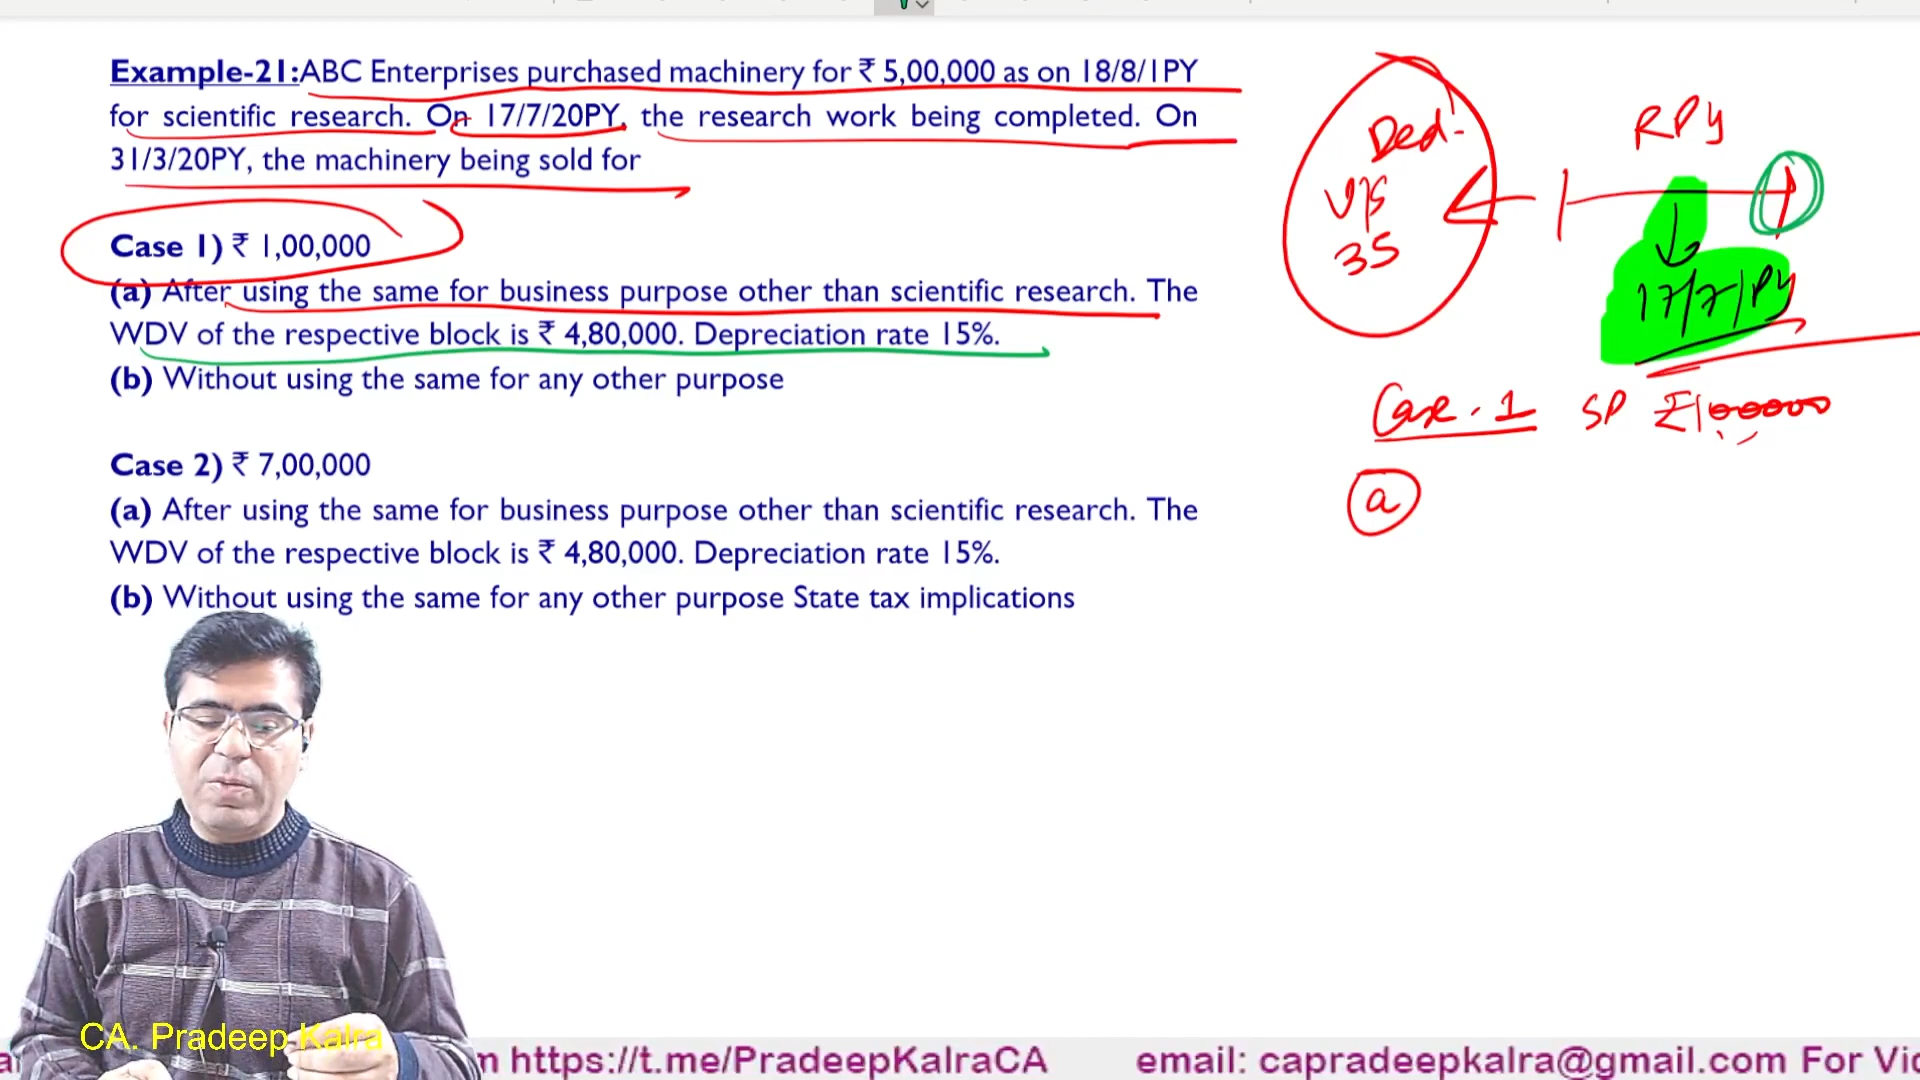 Example-21:ABC Enterprises purchased machinery for ₹ 5,00,000 as on 18/8/1PY
for scientific research. On 17/7/20PY, the research work being completed. On
31/3/20PY, the machinery being sold for
Case 1) ₹ 1,00,000
(a) After using the same for business purpose other than scientific research. The
WDV of the respective block is ₹ 4,80,000. Depreciation rate 15%.
(b) Without using the same for any other purpose
Case 2) ₹ 7,00,000
(a) After using the same for business purpose other than scientific research. The
WDV of the respective block is ₹ 4,80,000. Depreciation rate 15%.
(b) Without using the same for any other purpose State tax implications
Ded.
U/S
35
RPY
17/7/PY
Case.1 SP ₹100000
a
CA. Pradeep Kalra
m https://t.me/PradeepKalraCA email: capradeepkalra@gmail.com For Vid